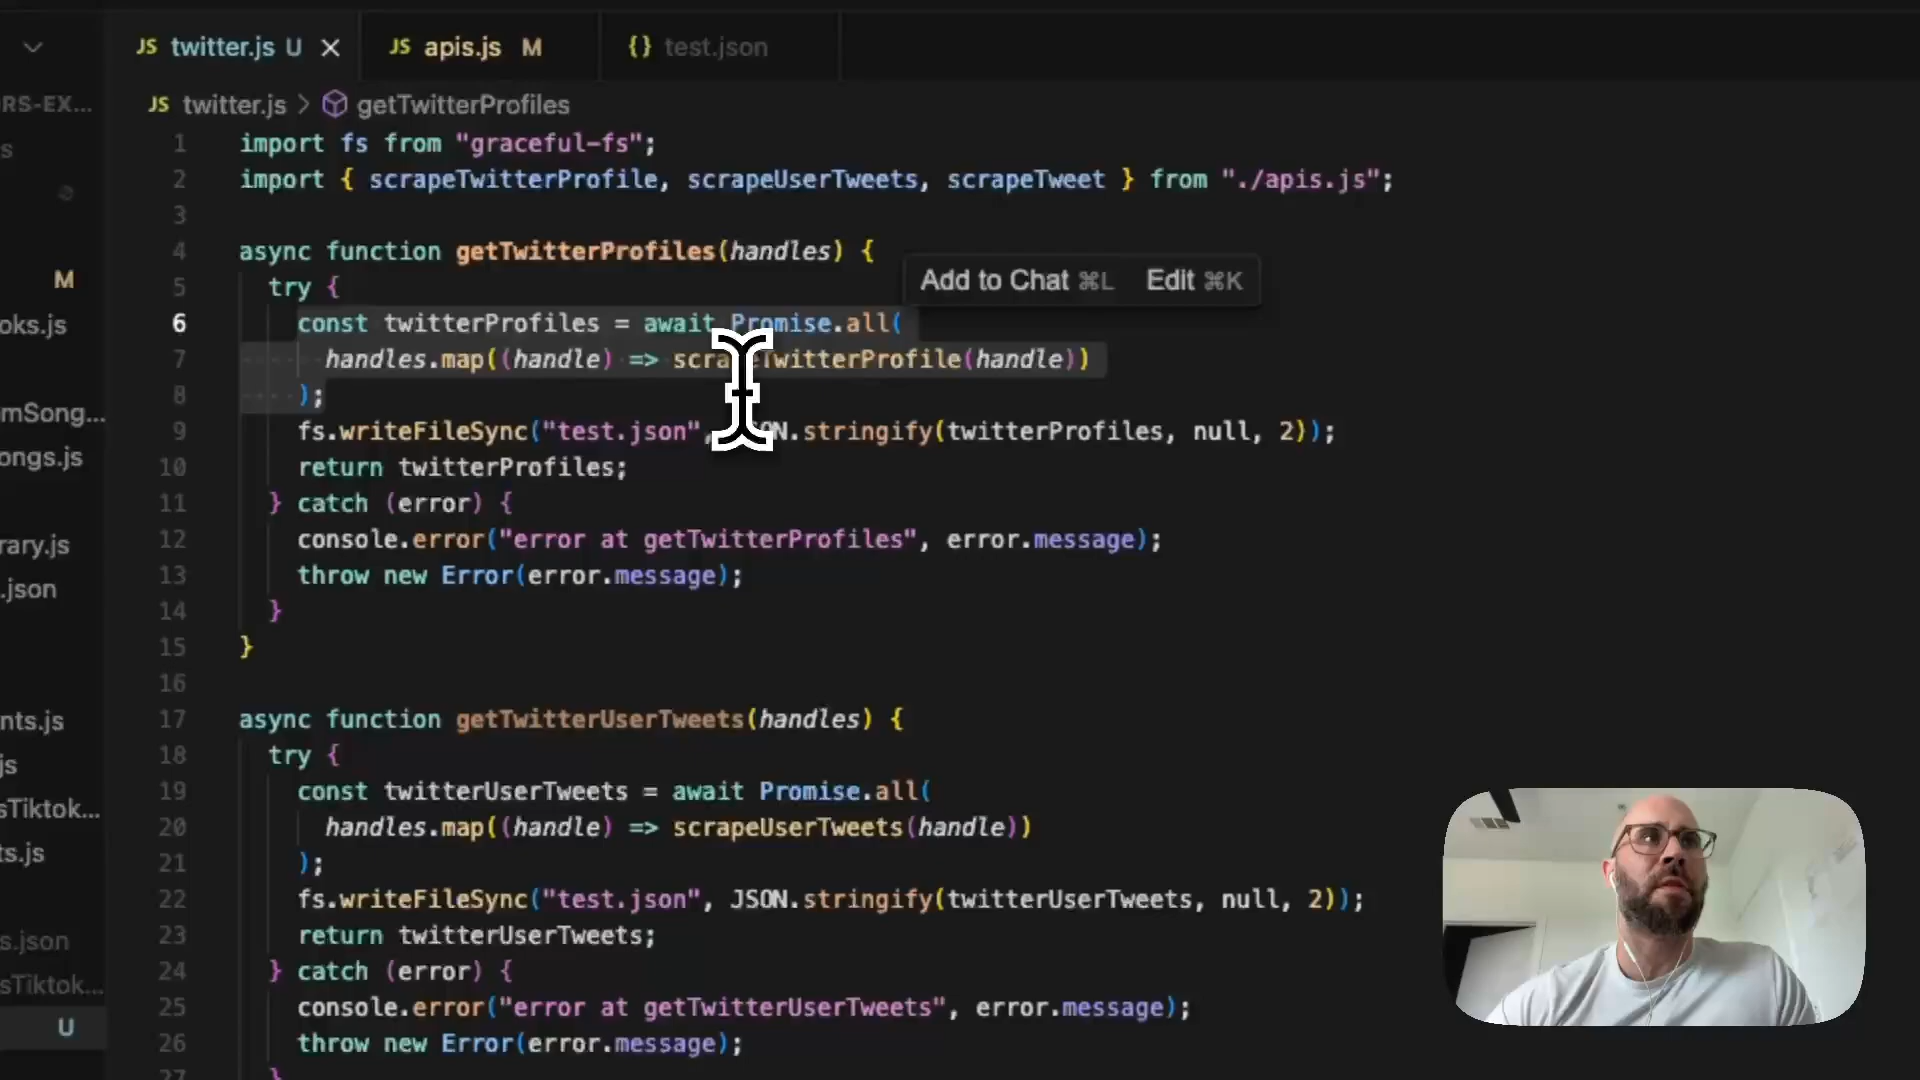 JS twitter.js U × JS apis.js M {} test.json
RS-EX...
JS twitter.js > getTwitterProfiles
s
M
oks.js
mSong...
ongs.js
rary.js
.json
nts.js
js
sTiktok...
ts.js
s.json
sTiktok...
U
1 import fs from "graceful-fs";
2 import { scrapeTwitterProfile, scrapeUserTweets, scrapeTweet } from "./apis.js";
3
4 async function getTwitterProfiles(handles) {
Add to Chat ⌘L Edit ⌘K
5 try {
6 const twitterProfiles = await Promise.all(
7 handles.map((handle) => scrapeTwitterProfile(handle))
8 );
9 fs.writeFileSync("test.json", JSON.stringify(twitterProfiles, null, 2));
10 return twitterProfiles;
11 } catch (error) {
12 console.error("error at getTwitterProfiles", error.message);
13 throw new Error(error.message);
14 }
15 }
16
17 async function getTwitterUserTweets(handles) {
18 try {
19 const twitterUserTweets = await Promise.all(
20 handles.map((handle) => scrapeUserTweets(handle))
21 );
22 fs.writeFileSync("test.json", JSON.stringify(twitterUserTweets, null, 2));
23 return twitterUserTweets;
24 } catch (error) {
25 console.error("error at getTwitterUserTweets", error.message);
26 throw new Error(error.message);
27 }